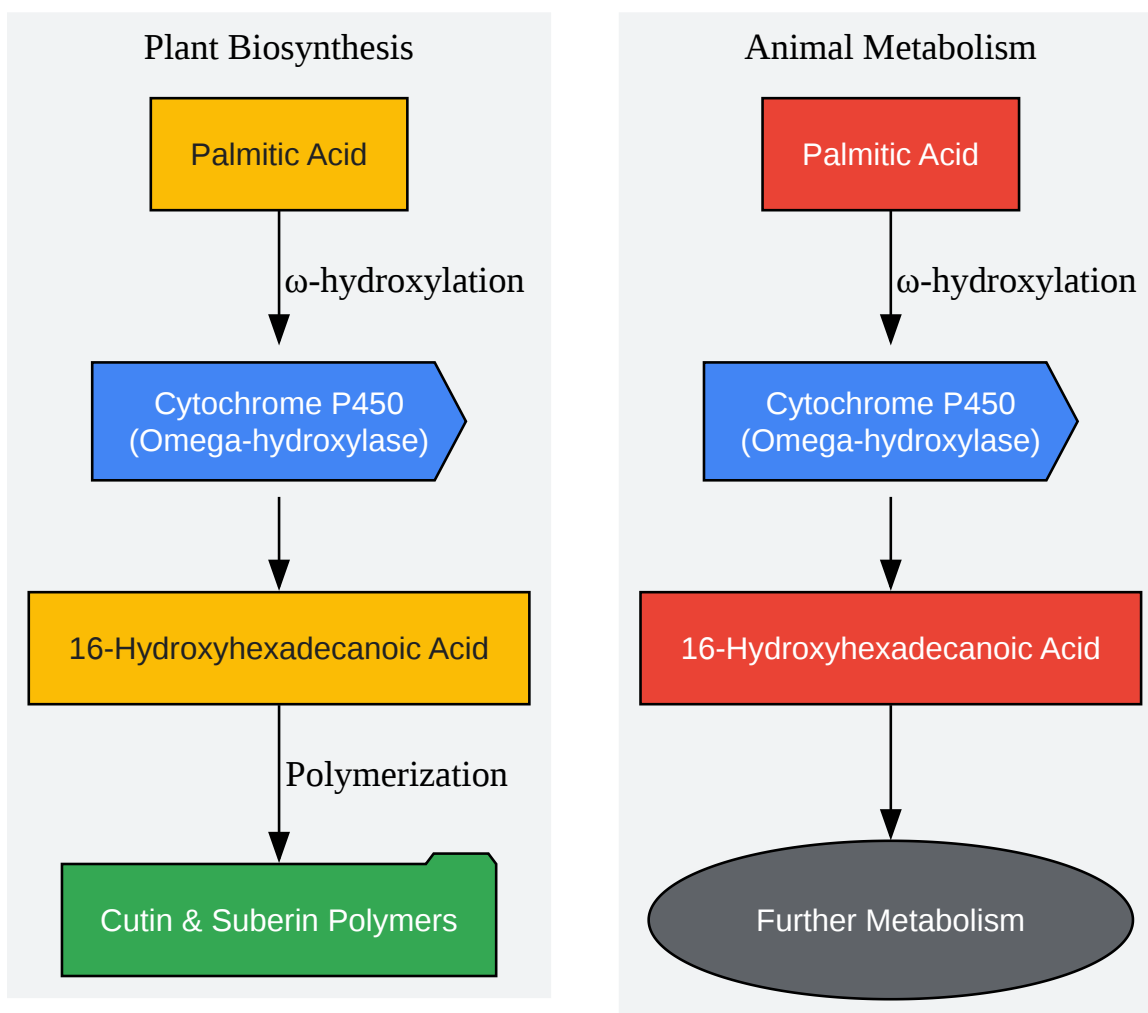 Plant Biosynthesis
Palmitic Acid
ω-hydroxylation
Cytochrome P450
(Omega-hydroxylase)
16-Hydroxyhexadecanoic Acid
Polymerization
Cutin & Suberin Polymers
Animal Metabolism
Palmitic Acid
ω-hydroxylation
Cytochrome P450
(Omega-hydroxylase)
16-Hydroxyhexadecanoic Acid
Further Metabolism